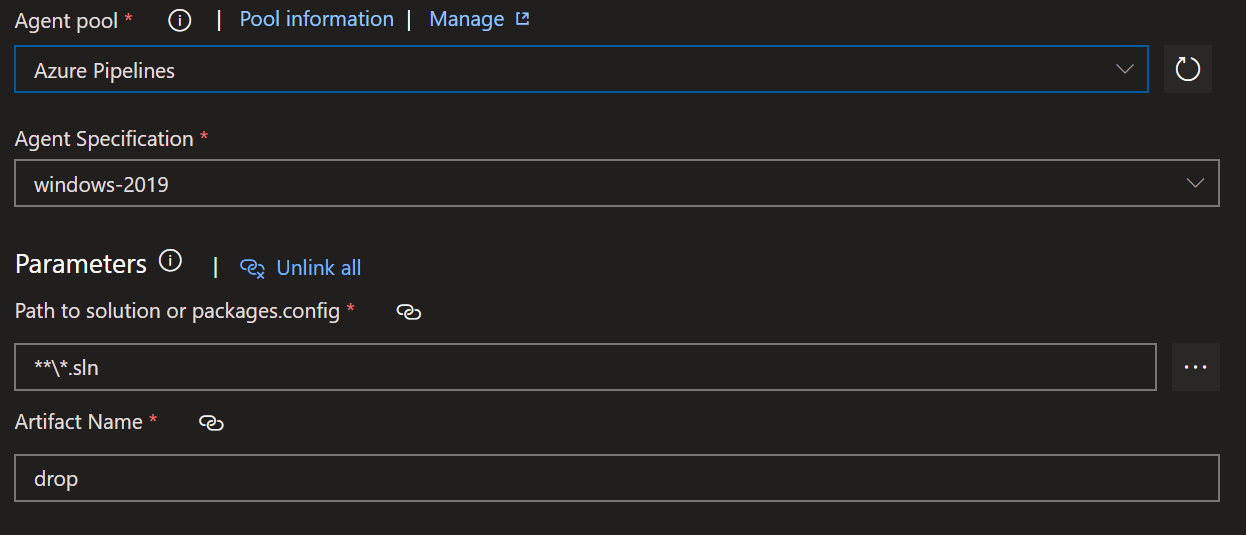 Agent pool * | Pool information | Manage
Azure Pipelines
Agent Specification *
windows-2019
Parameters | Unlink all
Path to solution or packages.config *
**\*.sln
Artifact Name *
drop